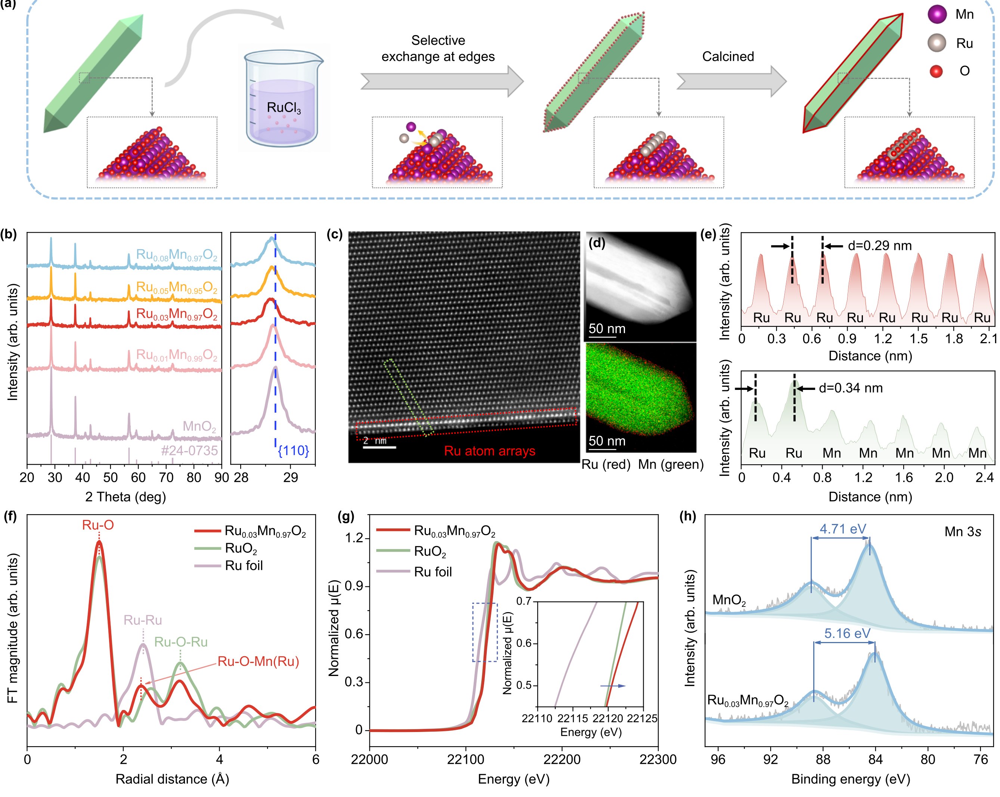 (a)
Mn
Ru
O
Selective
exchange at edges
Calcined
RuCl₃
(b)
Intensity (arb. units)
Ru₀.₀₈Mn₀.₉₇O₂
Ru₀.₀₅Mn₀.₉₅O₂
Ru₀.₀₃Mn₀.₉₇O₂
Ru₀.₀₁Mn₀.₉₉O₂
MnO₂
#24-0735
{110}
20 30 40 50 60 70 80 90
28 29
2 Theta (deg)
(c)
2 nm
Ru atom arrays
(d)
50 nm
50 nm
Ru (red) Mn (green)
(e)
Intensity (arb. units)
d=0.29 nm
Ru Ru Ru Ru Ru Ru Ru Ru
0 0.3 0.6 0.9 1.2 1.5 1.8 2.1
Distance (nm)
Intensity (arb. units)
d=0.34 nm
Ru Ru Mn Mn Mn Mn Mn
0 0.4 0.8 1.2 1.6 2.0 2.4
Distance (nm)
(f)
FT magnitude (arb. units)
Ru-O
Ru₀.₀₃Mn₀.₉₇O₂
RuO₂
Ru foil
Ru-Ru
Ru-O-Ru
Ru-O-Mn(Ru)
0 2 4 6
Radial distance (Å)
(g)
Normalized μ(E)
1.2
0.9
0.6
0.3
0
Ru₀.₀₃Mn₀.₉₇O₂
RuO₂
Ru foil
Normalized μ(E)
0.7
0.6
0.5
22110 22115 22120 22125
Energy (eV)
22000 22100 22200 22300
Energy (eV)
(h)
Intensity (arb. units)
4.71 eV
Mn 3s
MnO₂
5.16 eV
Ru₀.₀₃Mn₀.₉₇O₂
96 92 88 84 80 76
Binding energy (eV)